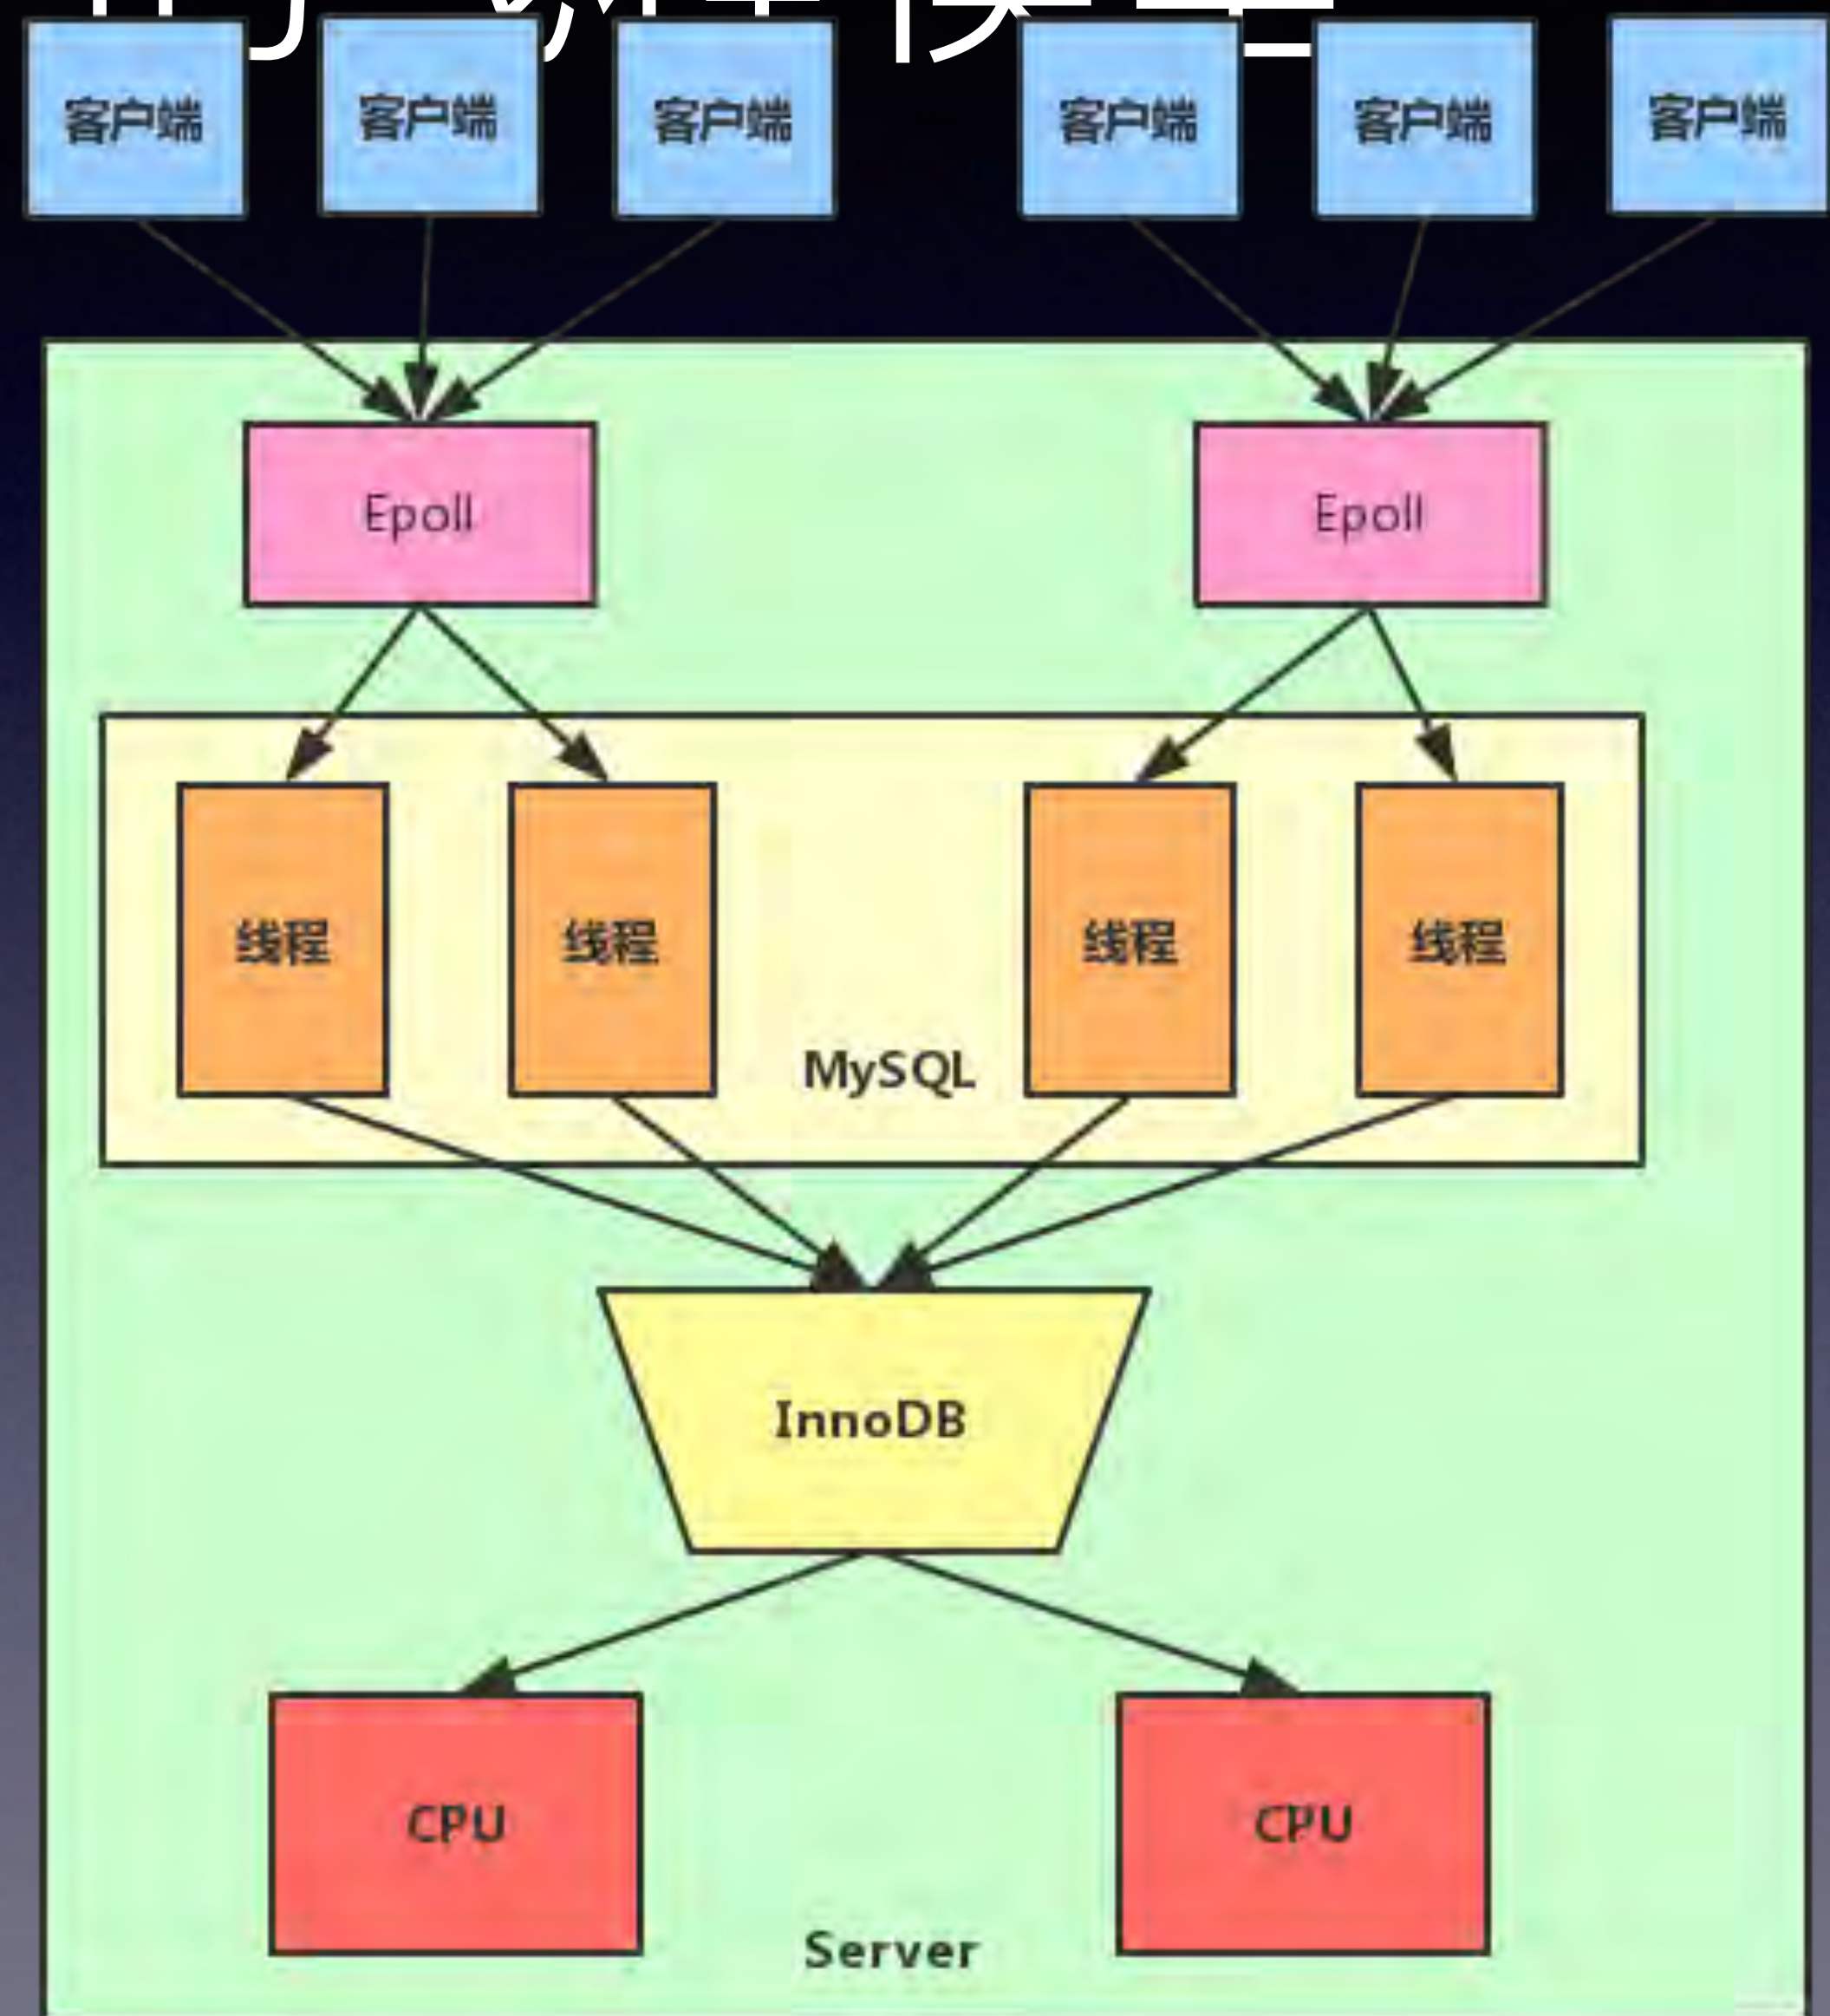 客户端 客户端 客户端 客户端 客户端 客户端
Epoll Epoll
线程 线程 线程 线程
MySQL
InnoDB
CPU CPU
Server